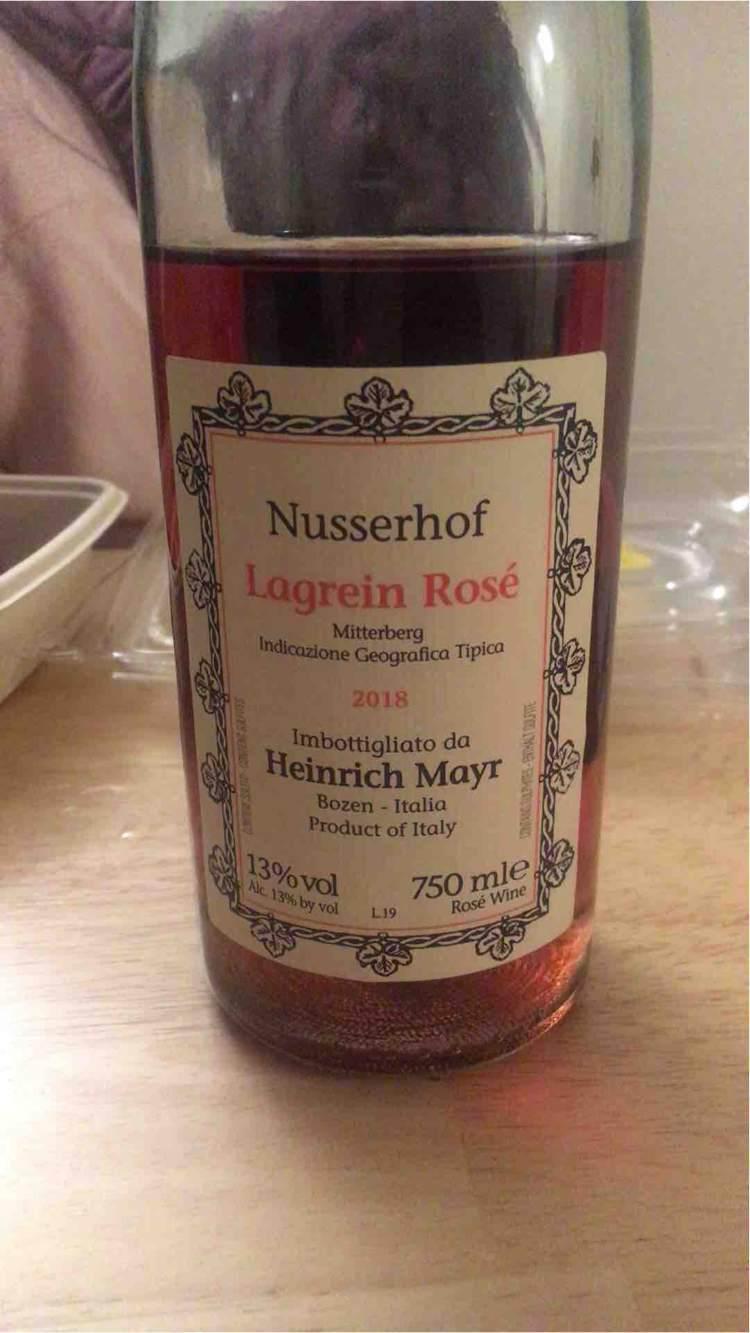 Nusserhof
Lagrein Rosé
Mitterberg
Indicazione Geografica Tipica
2018
Imbottigliato da
Heinrich Mayr
Bozen - Italia
Product of Italy
13% vol
Alc. 13% by vol
L.19
750 mle
Rosé Wine